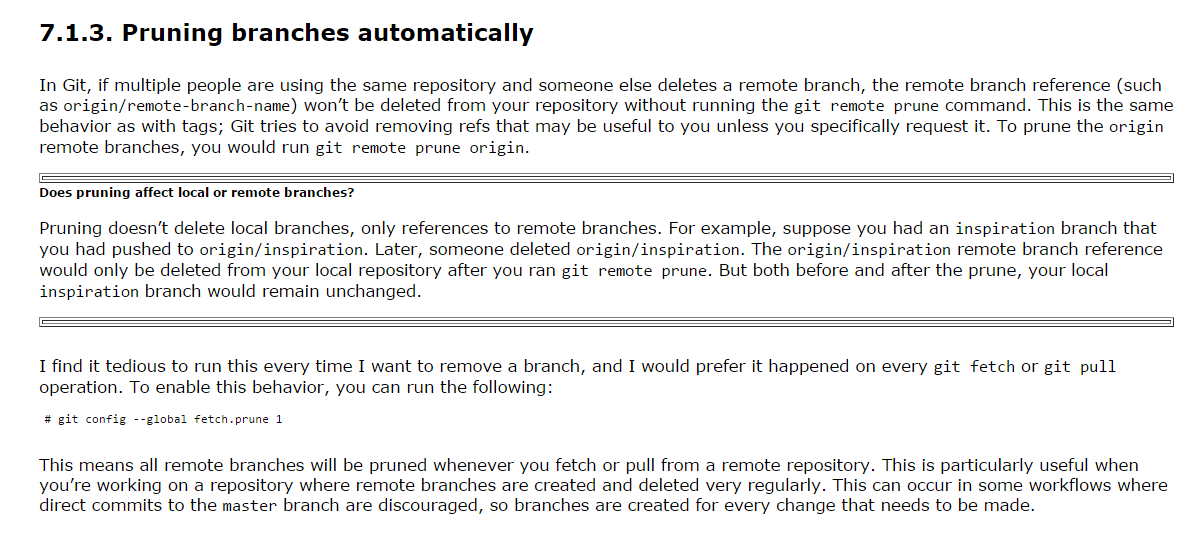 7.1.3. Pruning branches automatically
In Git, if multiple people are using the same repository and someone else deletes a remote branch, the remote branch reference (such
as origin/remote-branch-name) won’t be deleted from your repository without running the git remote prune command. This is the same
behavior as with tags; Git tries to avoid removing refs that may be useful to you unless you specifically request it. To prune the origin
remote branches, you would run git remote prune origin.
Does pruning affect local or remote branches?
Pruning doesn’t delete local branches, only references to remote branches. For example, suppose you had an inspiration branch that
you had pushed to origin/inspiration. Later, someone deleted origin/inspiration. The origin/inspiration remote branch reference
would only be deleted from your local repository after you ran git remote prune. But both before and after the prune, your local
inspiration branch would remain unchanged.
I find it tedious to run this every time I want to remove a branch, and I would prefer it happened on every git fetch or git pull
operation. To enable this behavior, you can run the following:
# git config --global fetch.prune 1
This means all remote branches will be pruned whenever you fetch or pull from a remote repository. This is particularly useful when
you’re working on a repository where remote branches are created and deleted very regularly. This can occur in some workflows where
direct commits to the master branch are discouraged, so branches are created for every change that needs to be made.